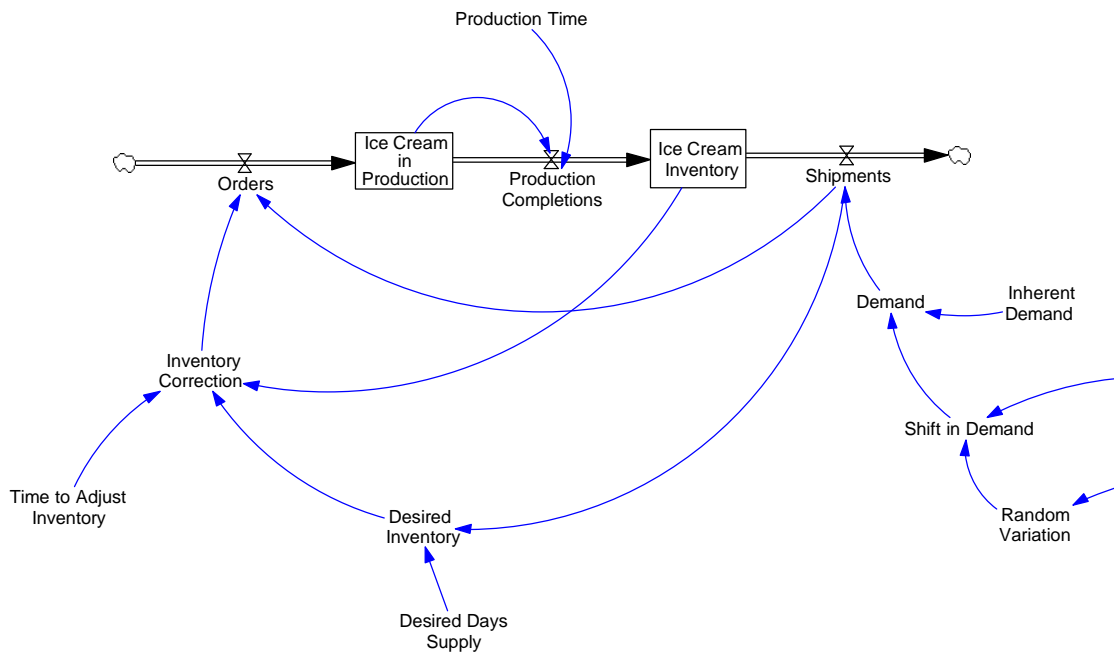 Production Time
Ice Cream
in
Production
Ice Cream
Inventory
Orders
Production
Completions
Shipments
Demand
Inherent
Demand
Inventory
Correction
Shift in Demand
Time to Adjust
Inventory
Desired
Inventory
Random
Variation
Desired Days
Supply